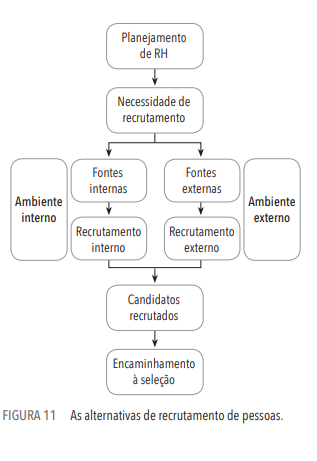 Planejamento
de RH
Necessidade de
recrutamento
Ambiente
interno
Fontes
internas
Fontes
externas
Ambiente
externo
Recrutamento
interno
Recrutamento
externo
Candidatos
recrutados
Encaminhamento
à seleção
FIGURA 11 As alternativas de recrutamento de pessoas.